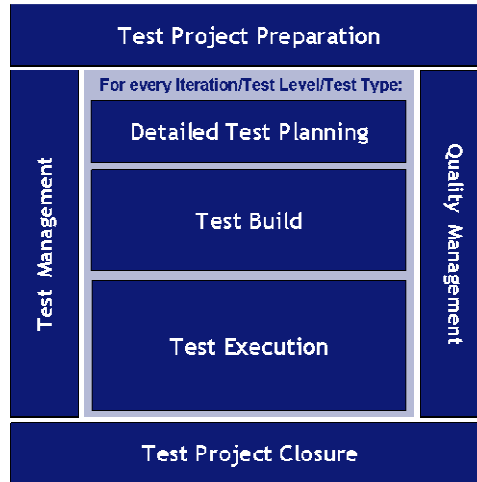 Test Project Preparation
Test Management
For every Iteration/Test Level/Test Type:
Detailed Test Planning
Test Build
Test Execution
Quality Management
Test Project Closure